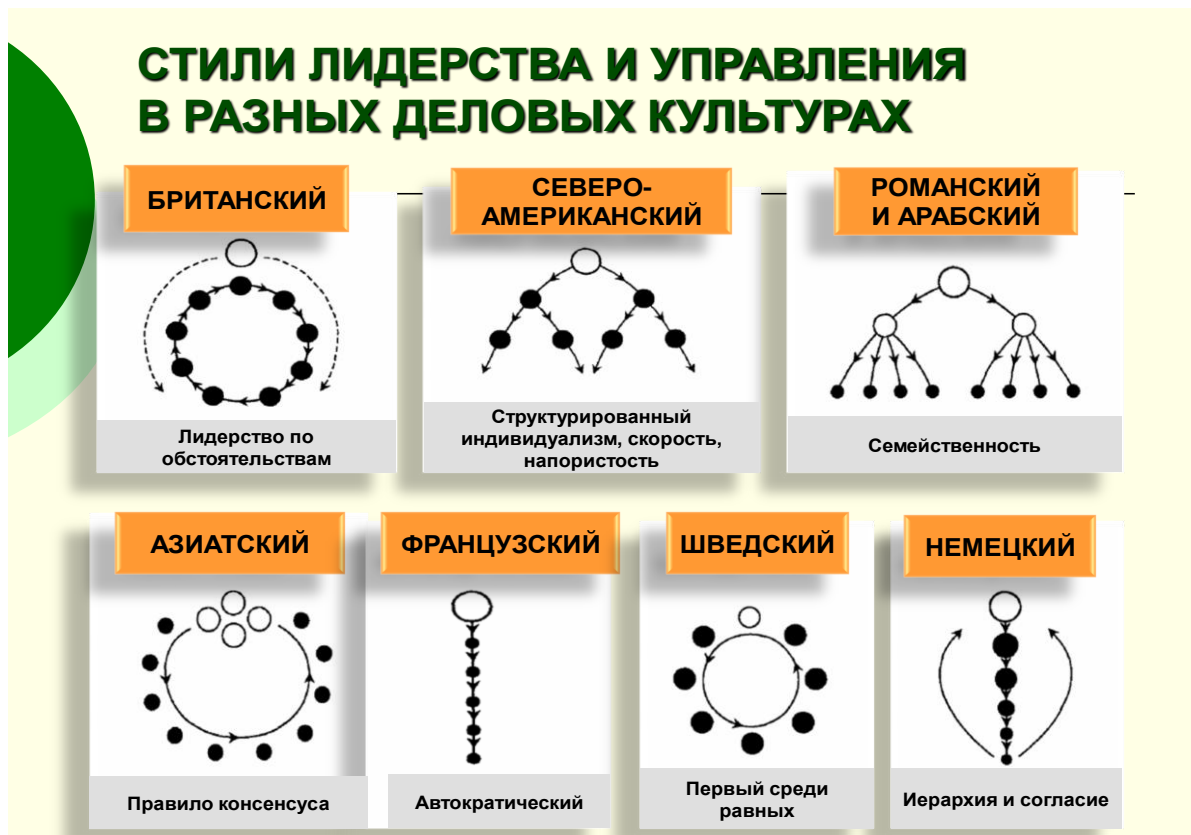 СТИЛИ ЛИДЕРСТВА И УПРАВЛЕНИЯ
В РАЗНЫХ ДЕЛОВЫХ КУЛЬТУРАХ
БРИТАНСКИЙ
СЕВЕРО-
АМЕРИКАНСКИЙ
РОМАНСКИЙ
И АРАБСКИЙ
Лидерство по
обстоятельствам
Структурированный
индивидуализм, скорость,
напористость
Семейственность
АЗИАТСКИЙ
ФРАНЦУЗСКИЙ
ШВЕДСКИЙ
НЕМЕЦКИЙ
Правило консенсуса
Автократический
Первый среди
равных
Иерархия и согласие